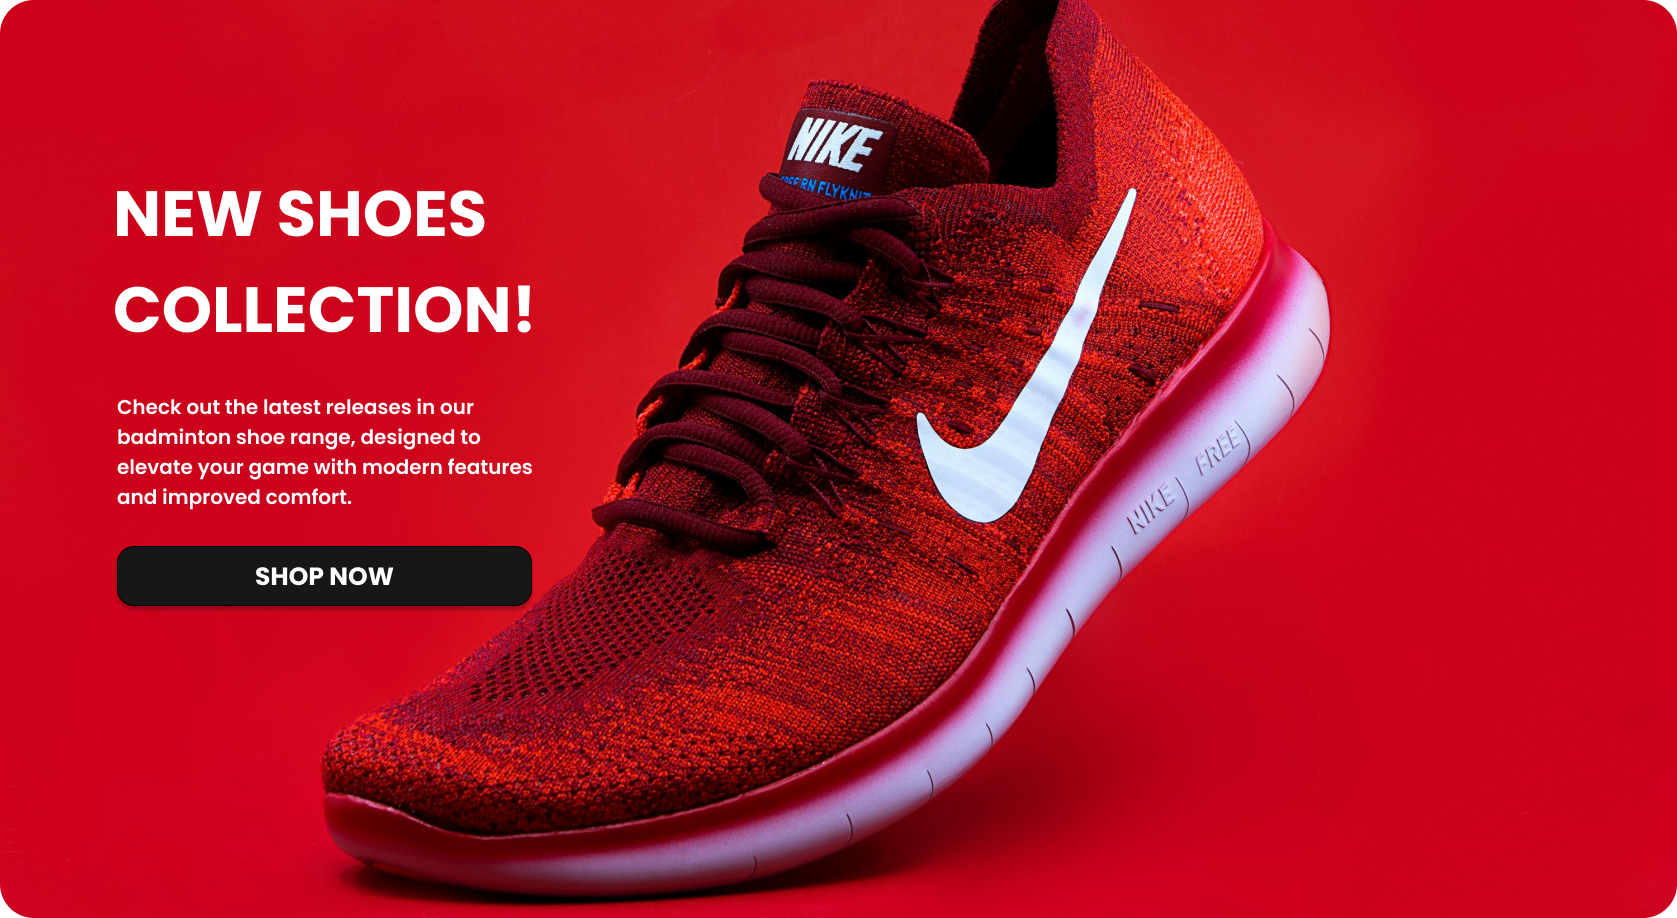 NEW SHOES
COLLECTION!
Check out the latest releases in our
badminton shoe range, designed to
elevate your game with modern features
and improved comfort.
SHOP NOW
NIKE
RN FLYKNIT
NIKE FREE